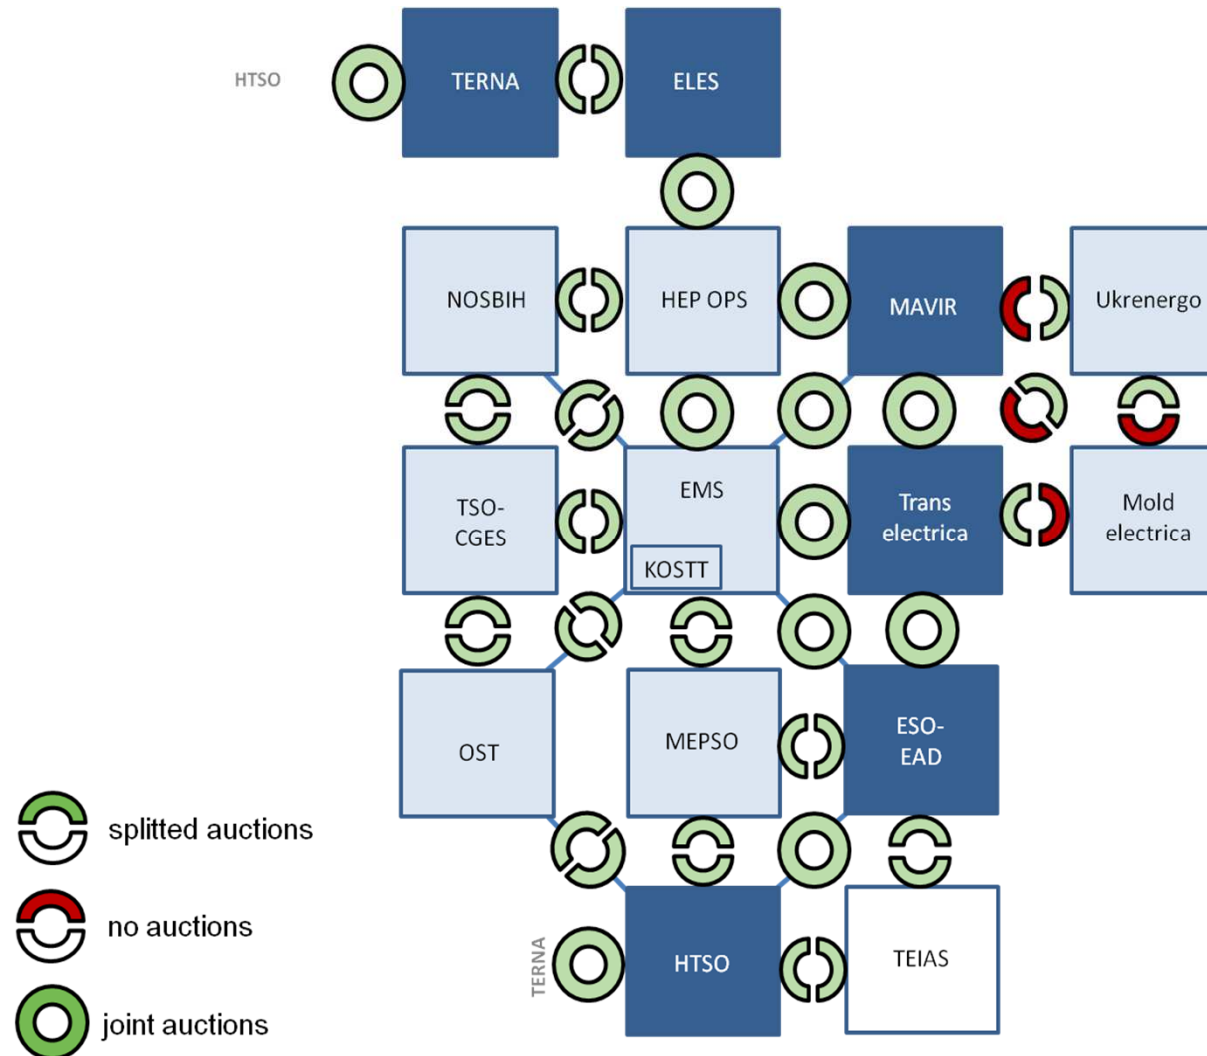 HTSO
TERNA
ELES
NOSBIH
HEP OPS
MAVIR
Ukrenergo
TSO-
CGES
EMS
KOSTT
Trans
electrica
Mold
electrica
OST
MEPSO
ESO-
EAD
splitted auctions
no auctions
joint auctions
TERNA
HTSO
TEIAS